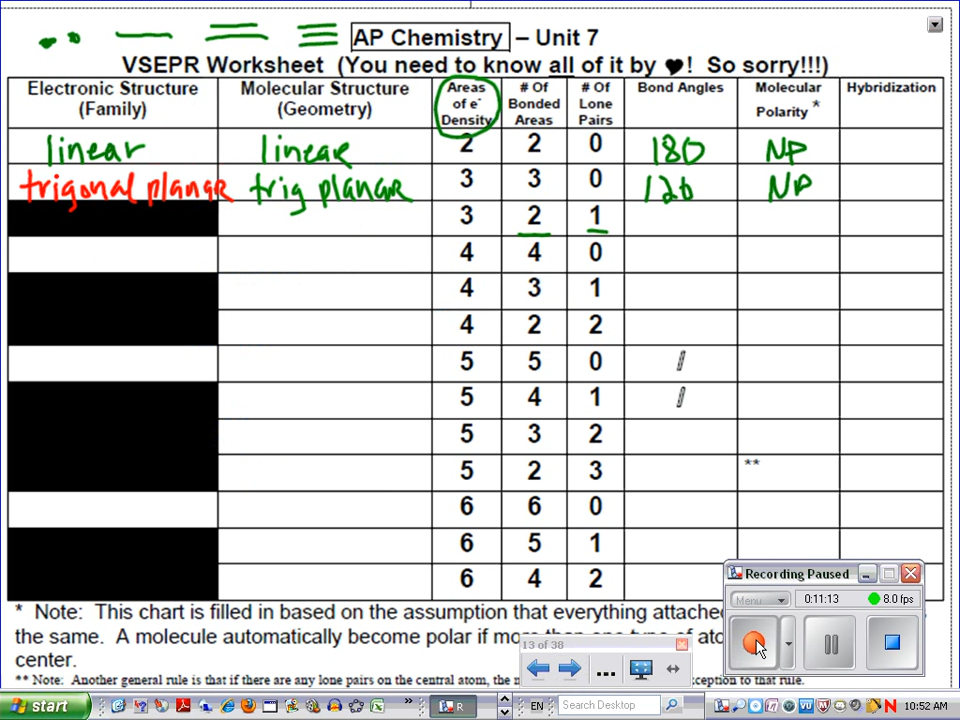 AP Chemistry – Unit 7
VSEPR Worksheet (You need to know all of it by ♥! So sorry!!!)
Electronic Structure (Family) Molecular Structure (Geometry) Areas of e- Density # Of Bonded Areas # Of Lone Pairs Bond Angles Molecular Polarity * Hybridization
linear linear 2 2 0 180 NP
trigonal planar trig planar 3 3 0 120 NP
3 2 1
4 4 0
4 3 1
4 2 2
5 5 0 //
5 4 1 //
5 3 2
5 2 3 **
6 6 0
6 5 1
6 4 2
* Note: This chart is filled in based on the assumption that everything
the same. A molecule automatically become polar if more than one type of
center.
** Note: Another general rule is that if there are any lone pairs on the central atom, the exception to that rule.
Recording Paused
Menu 0:11:13 8.0 fps
13 of 38
start R EN Search Desktop 10:52 AM